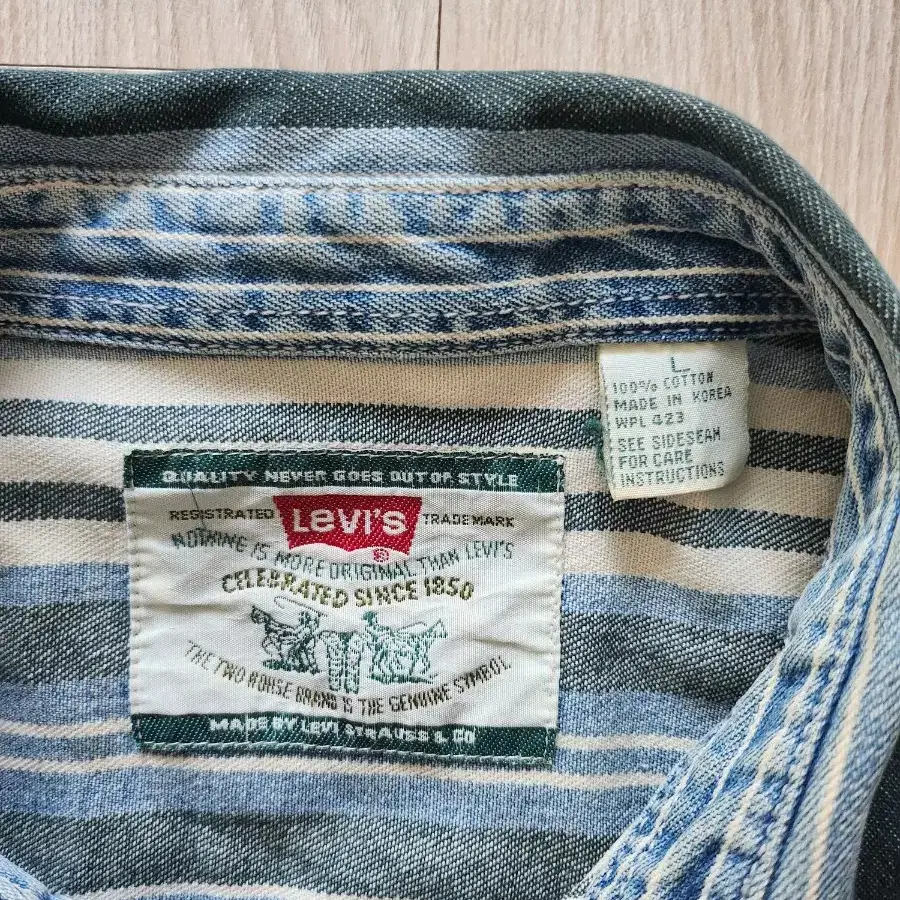 L
100% COTTON
MADE IN KOREA
WPL 423
SEE SIDESEAM
FOR CARE
INSTRUCTIONS
QUALITY NEVER GOES OUT OF STYLE
REGISTRATED LEVI'S TRADEMARK
®
NOTHING IS MORE ORIGINAL THAN LEVI'S
CELEBRATED SINCE 1850
THE TWO HORSE BRAND IS THE GENUINE SYMBOL
MADE BY LEVI STRAUSS & CO